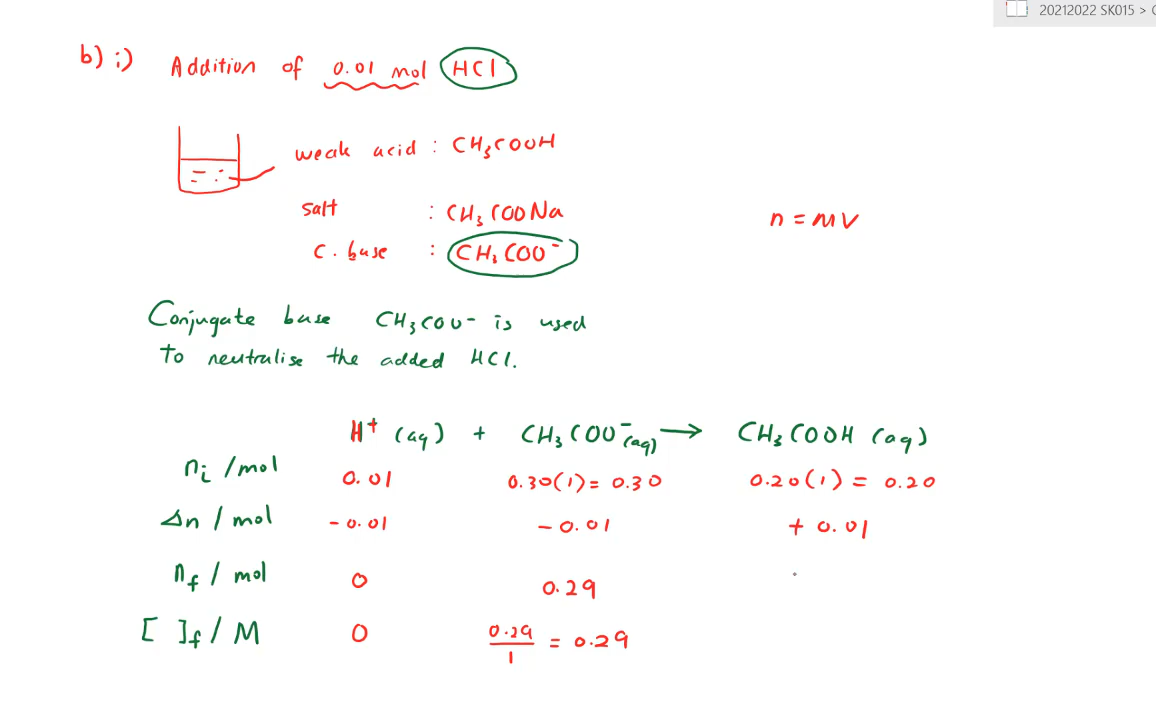 20212022 SK015 >
b) i) Addition of 0.01 mol HCl
weak acid : CH₃COOH
salt : CH₃COONa
n = MV
C. base : CH₃COO⁻
Conjugate base CH₃COO⁻ is used
to neutralise the added HCl.
H⁺ (aq) + CH₃COO⁻(aq) → CH₃COOH (aq)
nᵢ /mol 0.01 0.30(1) = 0.30 0.20(1) = 0.20
Δn / mol - 0.01 - 0.01 + 0.01
n_f / mol 0 0.29
[ ]_f / M 0 0.29/1 = 0.29